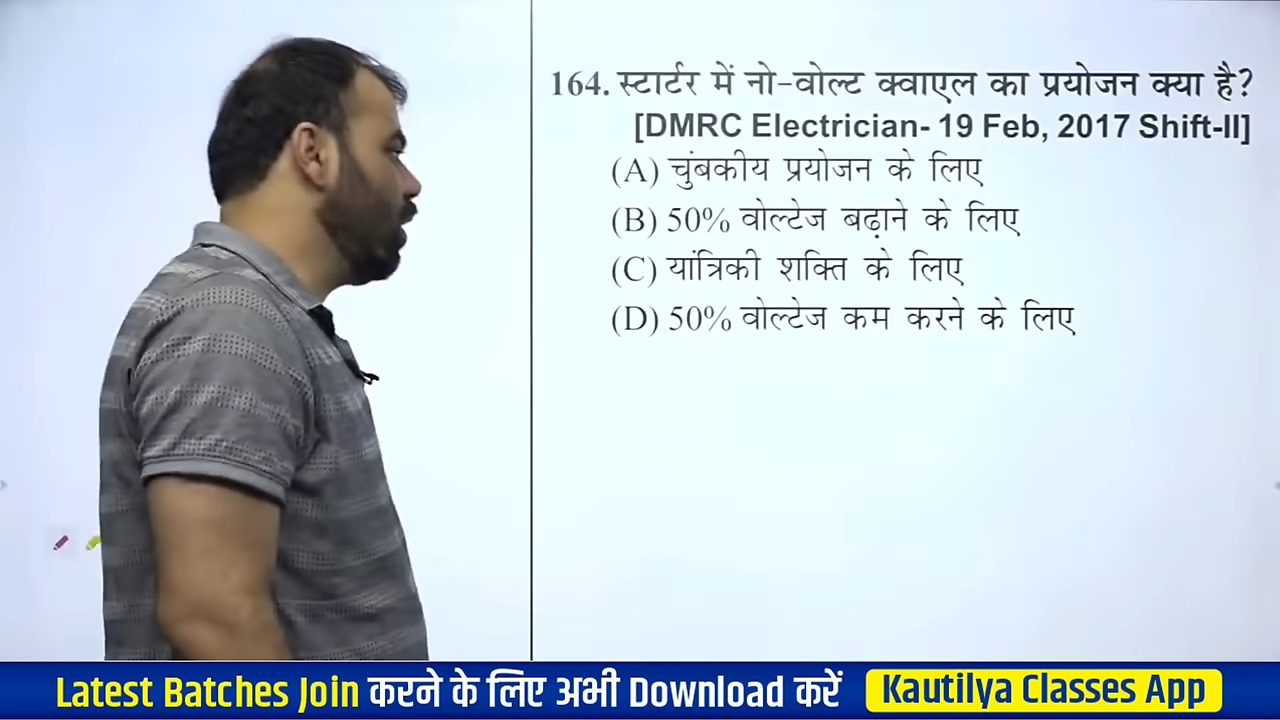 164. स्टार्टर में नो-वोल्ट क्वाएल का प्रयोजन क्या है?
[DMRC Electrician- 19 Feb, 2017 Shift-II]
(A) चुंबकीय प्रयोजन के लिए
(B) 50% वोल्टेज बढ़ाने के लिए
(C) यांत्रिकी शक्ति के लिए
(D) 50% वोल्टेज कम करने के लिए
Latest Batches Join करने के लिए अभी Download करें Kautilya Classes App